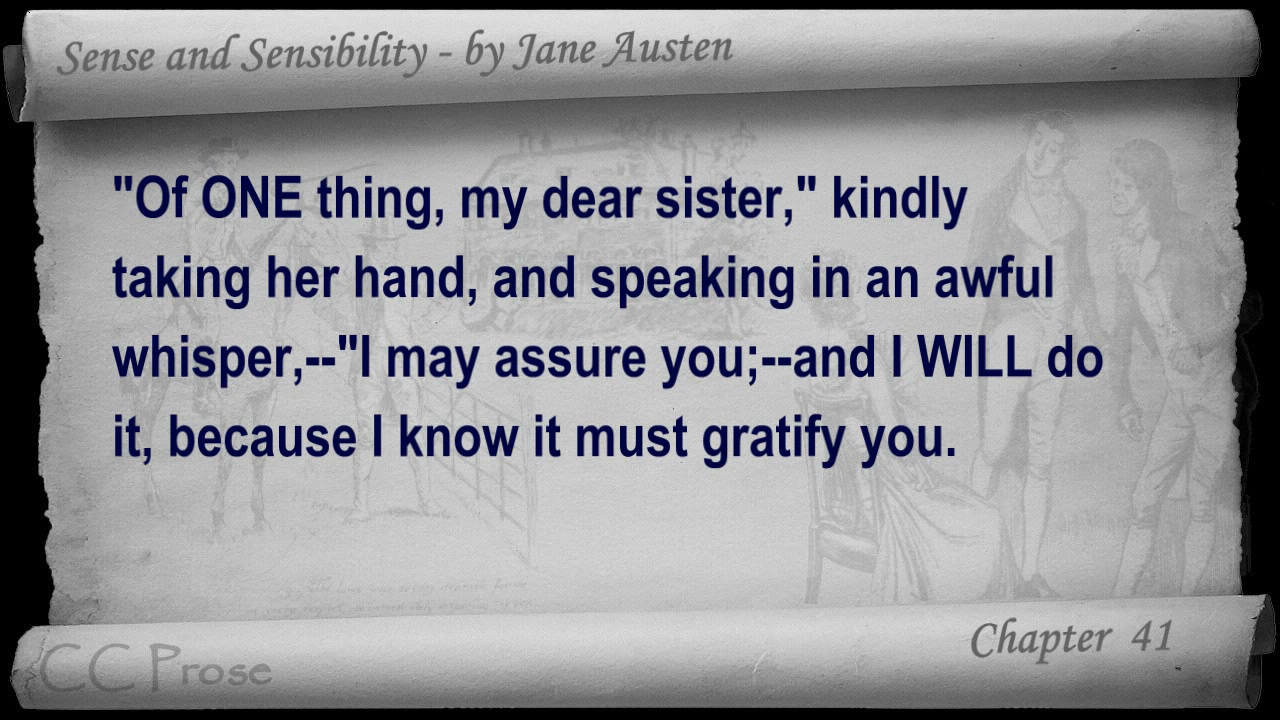 Sense and Sensibility - by Jane Austen
"Of ONE thing, my dear sister," kindly
taking her hand, and speaking in an awful
whisper,--"I may assure you;--and I WILL do
it, because I know it must gratify you.
Chapter 41
CC Prose